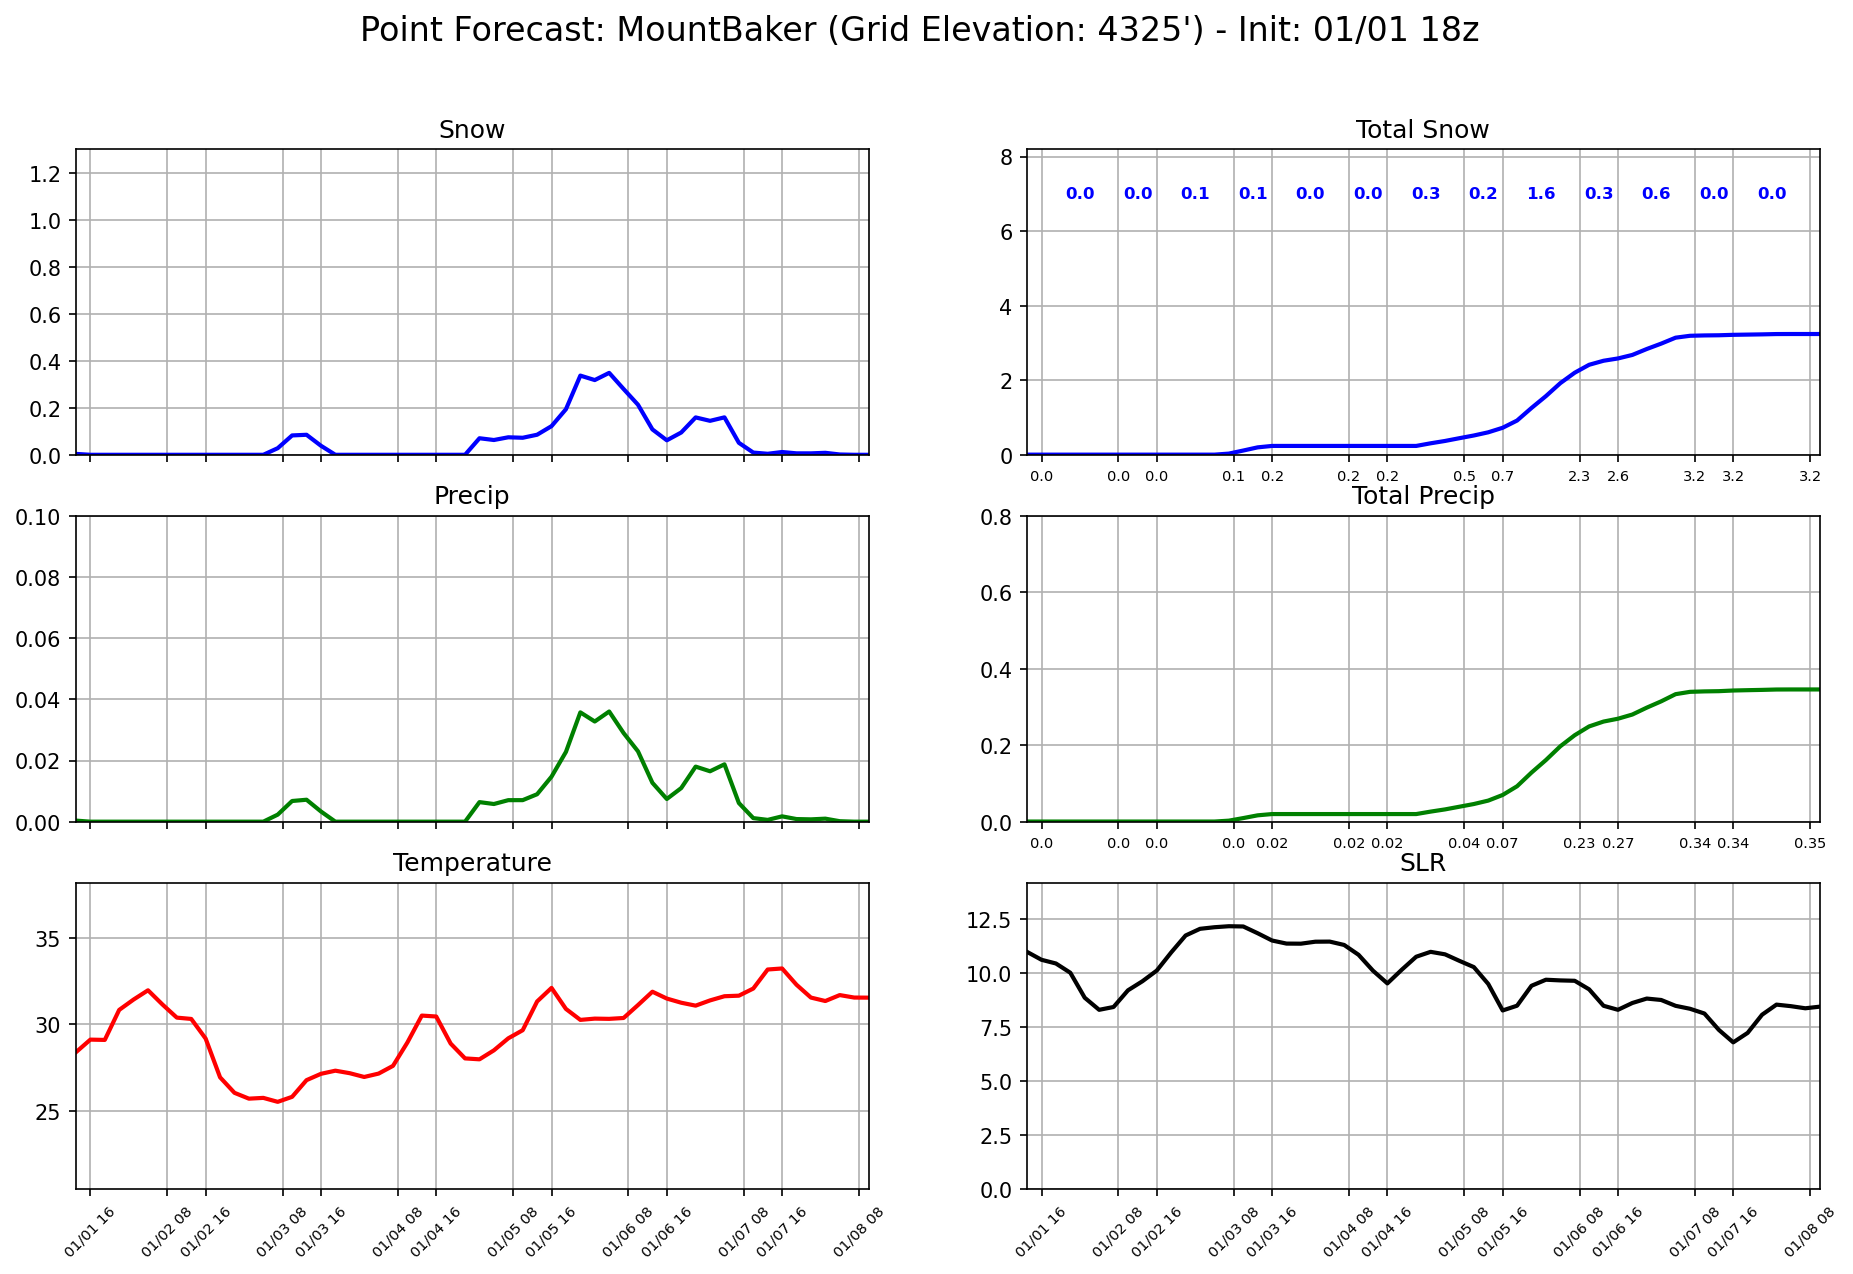 Point Forecast: MountBaker (Grid Elevation: 4325') - Init: 01/01 18z
Snow
1.2
1.0
0.8
0.6
0.4
0.2
0.0
Total Snow
8
6
4
2
0
0.0 0.0 0.1 0.1 0.0 0.0 0.3 0.2 1.6 0.3 0.6 0.0 0.0
0.0 0.0 0.0 0.1 0.2 0.2 0.2 0.5 0.7 2.3 2.6 3.2 3.2 3.2
Precip
0.10
0.08
0.06
0.04
0.02
0.00
Total Precip
0.8
0.6
0.4
0.2
0.0
0.0 0.0 0.0 0.0 0.02 0.02 0.02 0.04 0.07 0.23 0.27 0.34 0.34 0.35
Temperature
35
30
25
01/01 16 01/02 08 01/02 16 01/03 08 01/03 16 01/04 08 01/04 16 01/05 08 01/05 16 01/06 08 01/06 16 01/07 08 01/07 16 01/08 08
SLR
12.5
10.0
7.5
5.0
2.5
0.0
01/01 16 01/02 08 01/02 16 01/03 08 01/03 16 01/04 08 01/04 16 01/05 08 01/05 16 01/06 08 01/06 16 01/07 08 01/07 16 01/08 08